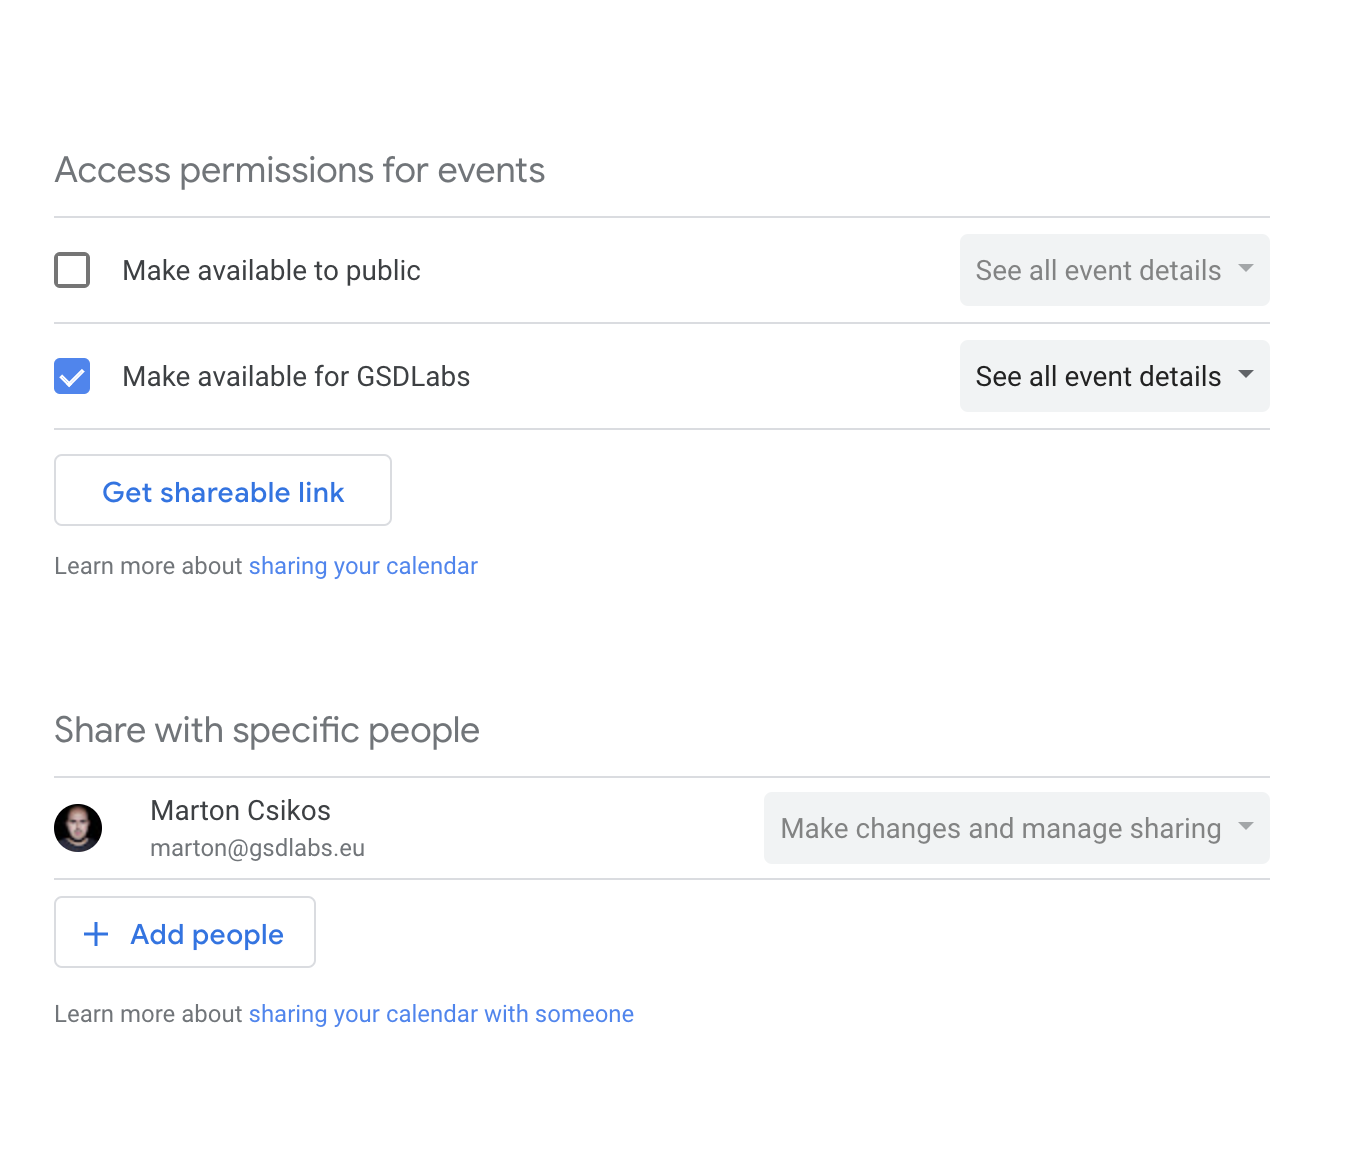 Access permissions for events
Make available to public
See all event details
Make available for GSDLabs
See all event details
Get shareable link
Learn more about sharing your calendar
Share with specific people
Marton Csikos
marton@gsdlabs.eu
Make changes and manage sharing
Add people
Learn more about sharing your calendar with someone